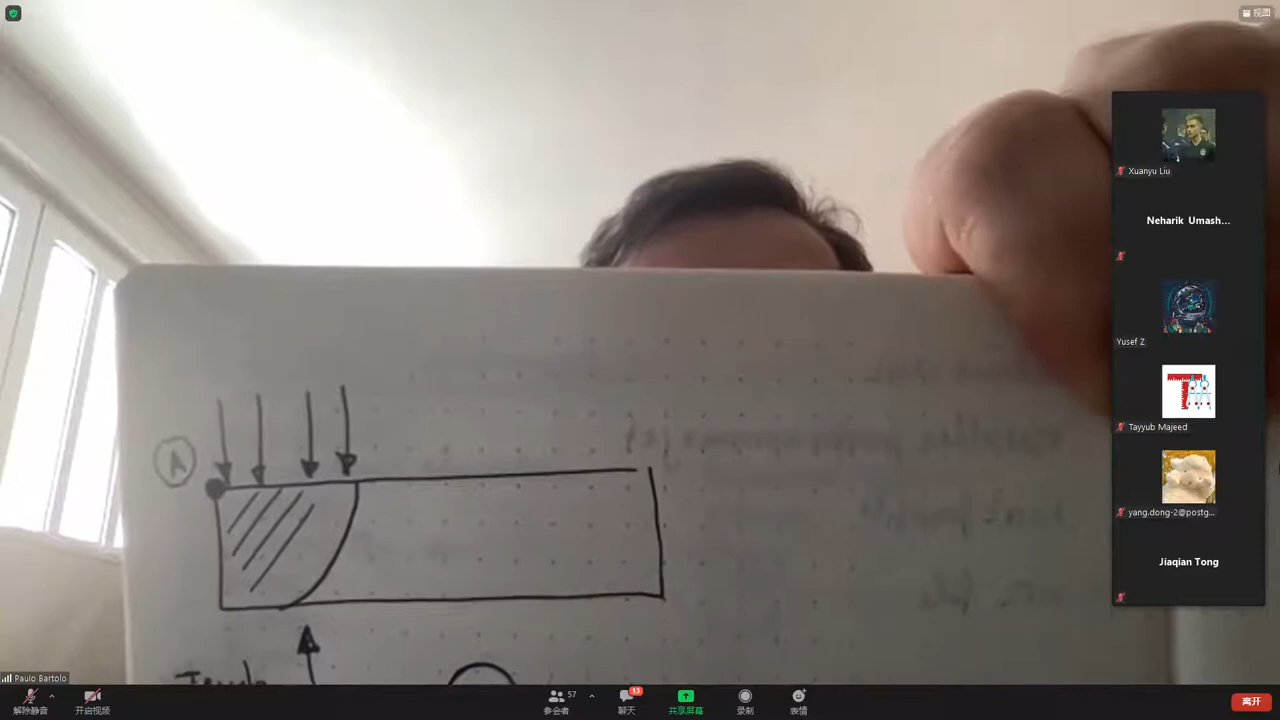 视图
Xuanyu Liu
Neharik Umash...
Yusef Z
Tayyub Majeed
yang.dong-2@postg...
Jiaqian Tong
A
Paulo Bartolo
解除静音
开启视频
57
参会者
13
聊天
共享屏幕
录制
表情
离开